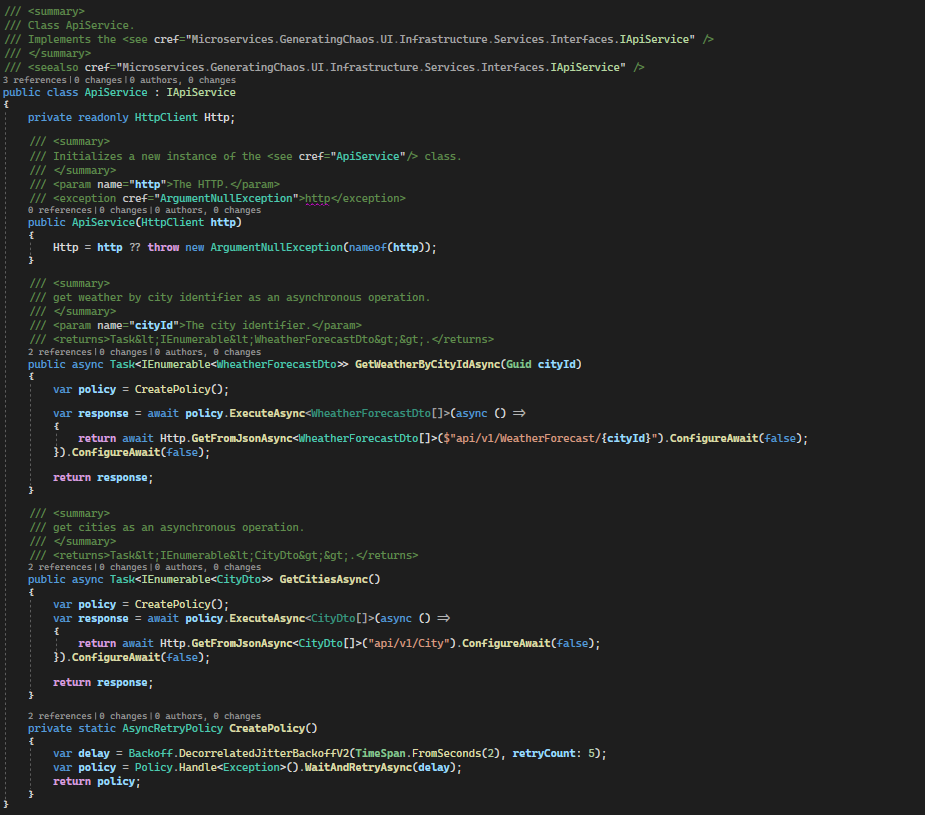 /// <summary>
/// Class ApiService.
/// Implements the <see cref="Microservices.GeneratingChaos.UI.Infrastructure.Services.Interfaces.IApiService" />
/// </summary>
/// <seealso cref="Microservices.GeneratingChaos.UI.Infrastructure.Services.Interfaces.IApiService" />
3 references|0 changes|0 authors, 0 changes
public class ApiService : IApiService
{
private readonly HttpClient Http;
/// <summary>
/// Initializes a new instance of the <see cref="ApiService"/> class.
/// </summary>
/// <param name="http">The HTTP.</param>
/// <exception cref="ArgumentNullException">http</exception>
0 references|0 changes|0 authors, 0 changes
public ApiService(HttpClient http)
{
Http = http ?? throw new ArgumentNullException(nameof(http));
}
/// <summary>
/// get weather by city identifier as an asynchronous operation.
/// </summary>
/// <param name="cityId">The city identifier.</param>
/// <returns>Task&lt;IEnumerable&lt;WheatherForecastDto&gt;&gt;.</returns>
2 references|0 changes|0 authors, 0 changes
public async Task<IEnumerable<WheatherForecastDto>> GetWeatherByCityIdAsync(Guid cityId)
{
var policy = CreatePolicy();
var response = await policy.ExecuteAsync<WheatherForecastDto[]>(async () =>
{
return await Http.GetFromJsonAsync<WheatherForecastDto[]>($"api/v1/WeatherForecast/{cityId}").ConfigureAwait(false);
}).ConfigureAwait(false);
return response;
}
/// <summary>
/// get cities as an asynchronous operation.
/// </summary>
/// <returns>Task&lt;IEnumerable&lt;CityDto&gt;&gt;.</returns>
2 references|0 changes|0 authors, 0 changes
public async Task<IEnumerable<CityDto>> GetCitiesAsync()
{
var policy = CreatePolicy();
var response = await policy.ExecuteAsync<CityDto[]>(async () =>
{
return await Http.GetFromJsonAsync<CityDto[]>("api/v1/City").ConfigureAwait(false);
}).ConfigureAwait(false);
return response;
}
2 references|0 changes|0 authors, 0 changes
private static AsyncRetryPolicy CreatePolicy()
{
var delay = Backoff.DecorrelatedJitterBackoffV2(TimeSpan.FromSeconds(2), retryCount: 5);
var policy = Policy.Handle<Exception>().WaitAndRetryAsync(delay);
return policy;
}
}